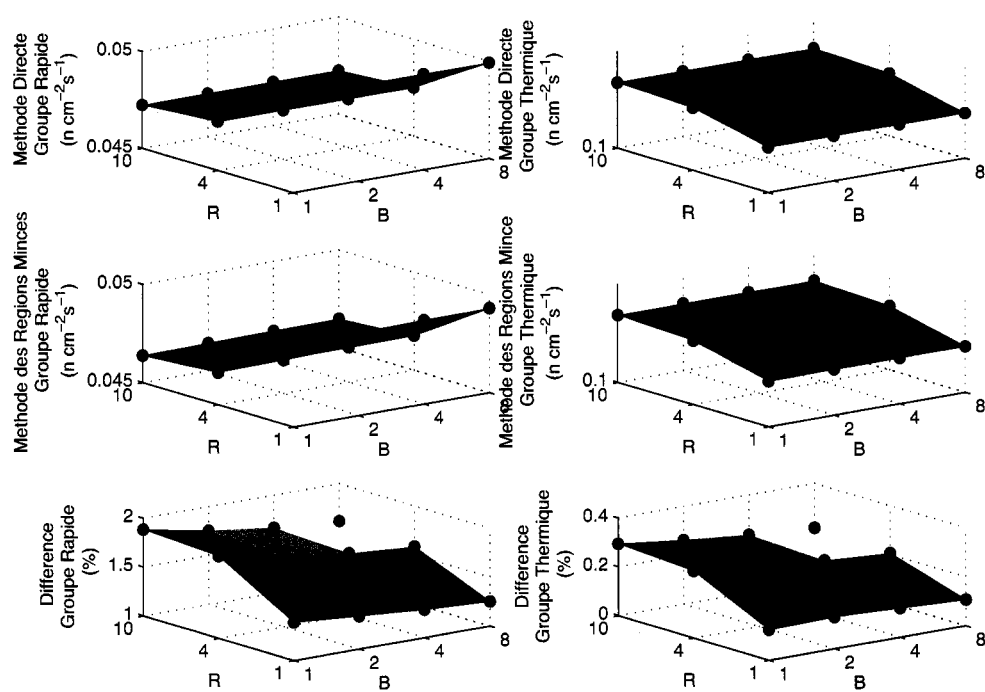 Methode Directe
Groupe Rapide
(n cm−2s−1)
0.05
0.045
10
4
1
R
1
2
4
8
B
Methode Directe
Groupe Thermique
(n cm−2s−1)
0.1
10
4
1
R
1
2
4
8
B
Methode des Regions Minces
Groupe Rapide
(n cm−2s−1)
0.05
0.045
10
4
1
R
1
2
4
B
Methode des Regions Mince
Groupe Thermique
(n cm−2s−1)
0.1
10
4
1
R
1
2
4
8
B
Difference
Groupe Rapide
(%)
2
1.5
1
10
4
1
R
1
2
4
8
B
Difference
Groupe Thermique
(%)
0.4
0.2
0
10
4
1
R
1
2
4
8
B